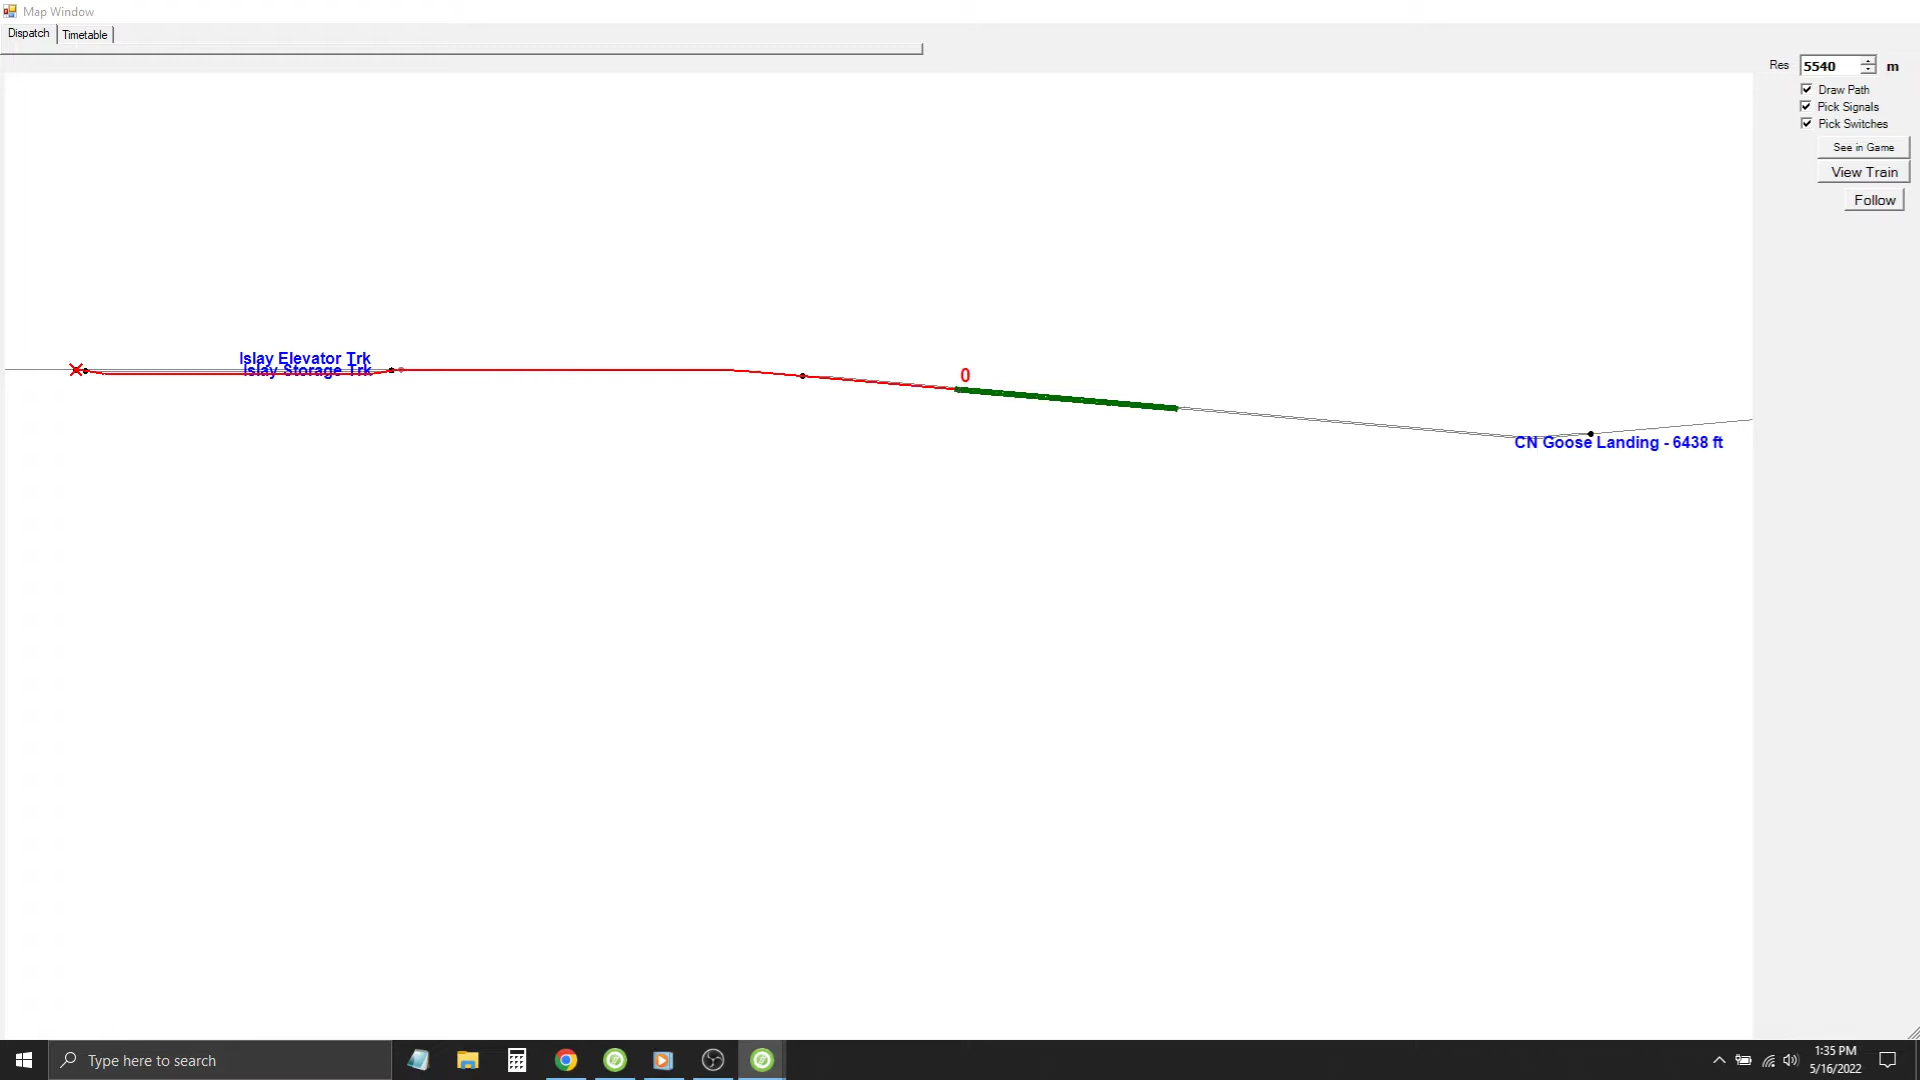 Map Window
Dispatch
Timetable
Res
5540
m
Draw Path
Pick Signals
Pick Switches
See in Game
View Train
Follow
Islay Elevator Trk
Islay Storage Trk
0
CN Goose Landing - 6438 ft
Type here to search
1:35 PM
5/16/2022